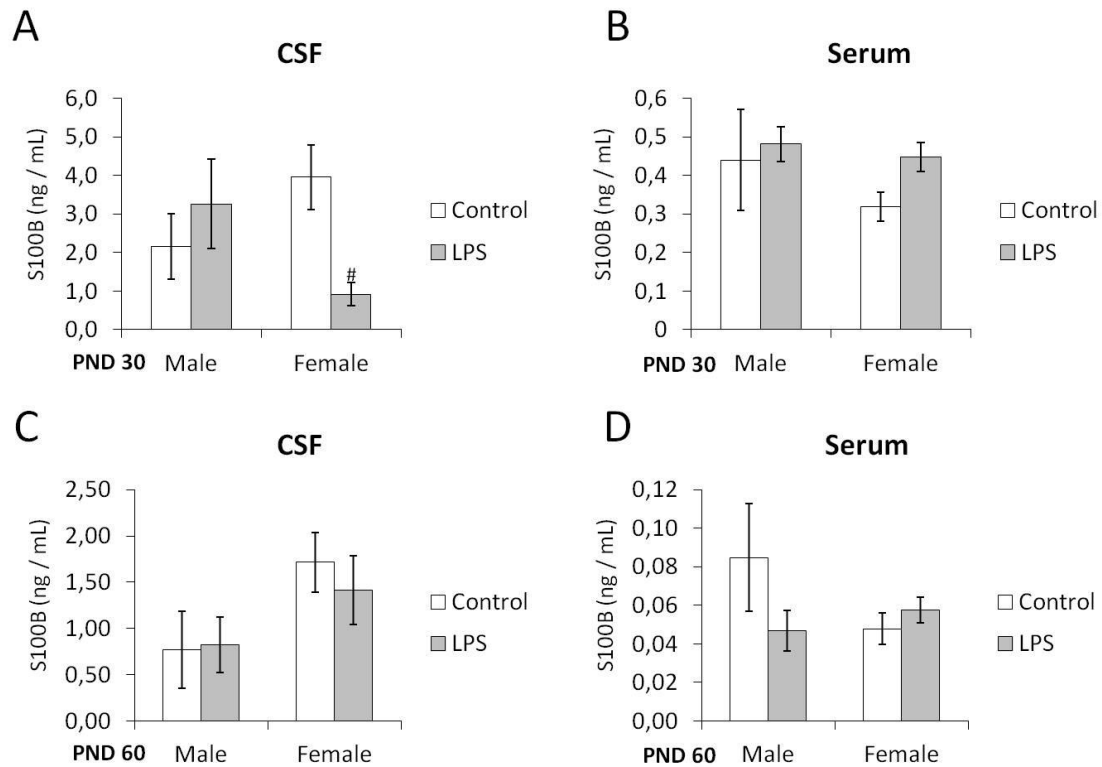 A
CSF
S100B (ng / mL)
6,0
5,0
4,0
3,0
2,0
1,0
0,0
#
Control
LPS
PND 30 Male Female
B
Serum
S100B (ng / mL)
0,6
0,5
0,4
0,3
0,2
0,1
0
Control
LPS
PND 30 Male Female
C
CSF
S100B (ng / mL)
2,50
2,00
1,50
1,00
0,50
0,00
Control
LPS
PND 60 Male Female
D
Serum
S100B (ng / mL)
0,12
0,10
0,08
0,06
0,04
0,02
0,00
Control
LPS
PND 60 Male Female